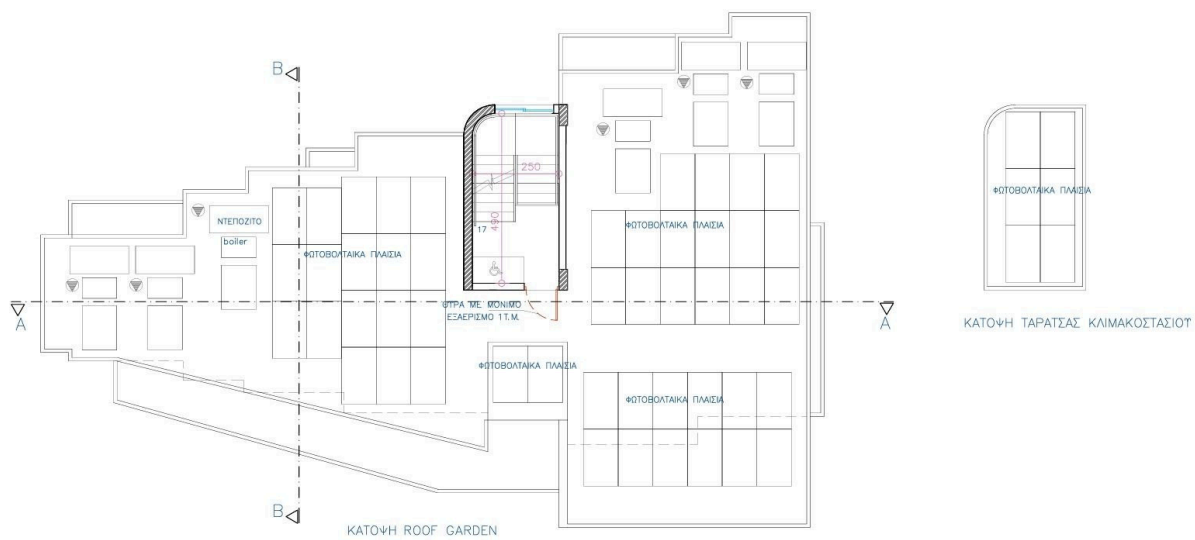 B
250
490
17
ΝΤΕΠΟΖΙΤΟ
boiler
ΦΩΤΟΒΟΛΤΑΙΚΑ ΠΛΑΙΣΙΑ
ΦΩΤΟΒΟΛΤΑΙΚΑ ΠΛΑΙΣΙΑ
ΦΩΤΟΒΟΛΤΑΙΚΑ ΠΛΑΙΣΙΑ
ΘΥΡΑ ΜΕ ΜΟΝΙΜΟ
ΕΞΑΕΡΙΣΜΟ 1Τ.Μ.
A
A
ΚΑΤΟΨΗ ΤΑΡΑΤΣΑΣ ΚΛΙΜΑΚΟΣΤΑΣΙΟΥ
ΦΩΤΟΒΟΛΤΑΙΚΑ ΠΛΑΙΣΙΑ
ΦΩΤΟΒΟΛΤΑΙΚΑ ΠΛΑΙΣΙΑ
B
ΚΑΤΟΨΗ ROOF GARDEN